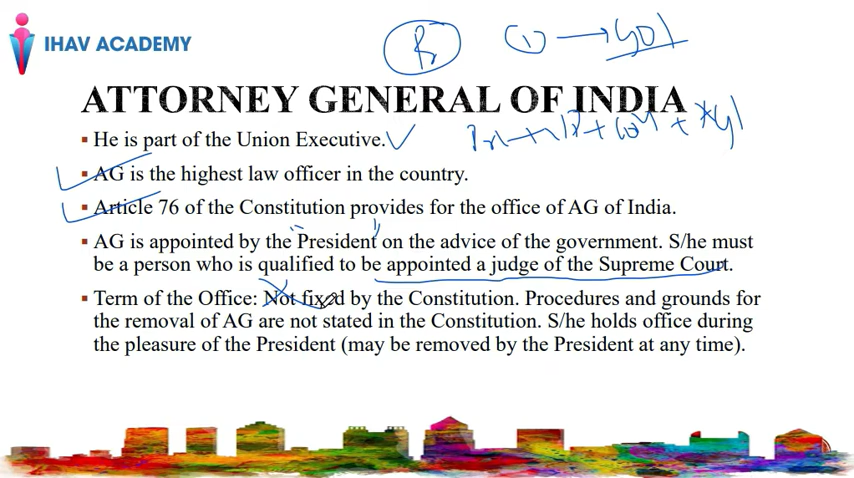 IHAV ACADEMY
ATTORNEY GENERAL OF INDIA
▪ He is part of the Union Executive.
▪ AG is the highest law officer in the country.
▪ Article 76 of the Constitution provides for the office of AG of India.
▪ AG is appointed by the President on the advice of the government. S/he must
be a person who is qualified to be appointed a judge of the Supreme Court.
▪ Term of the Office: Not fixed by the Constitution. Procedures and grounds for
the removal of AG are not stated in the Constitution. S/he holds office during
the pleasure of the President (may be removed by the President at any time).